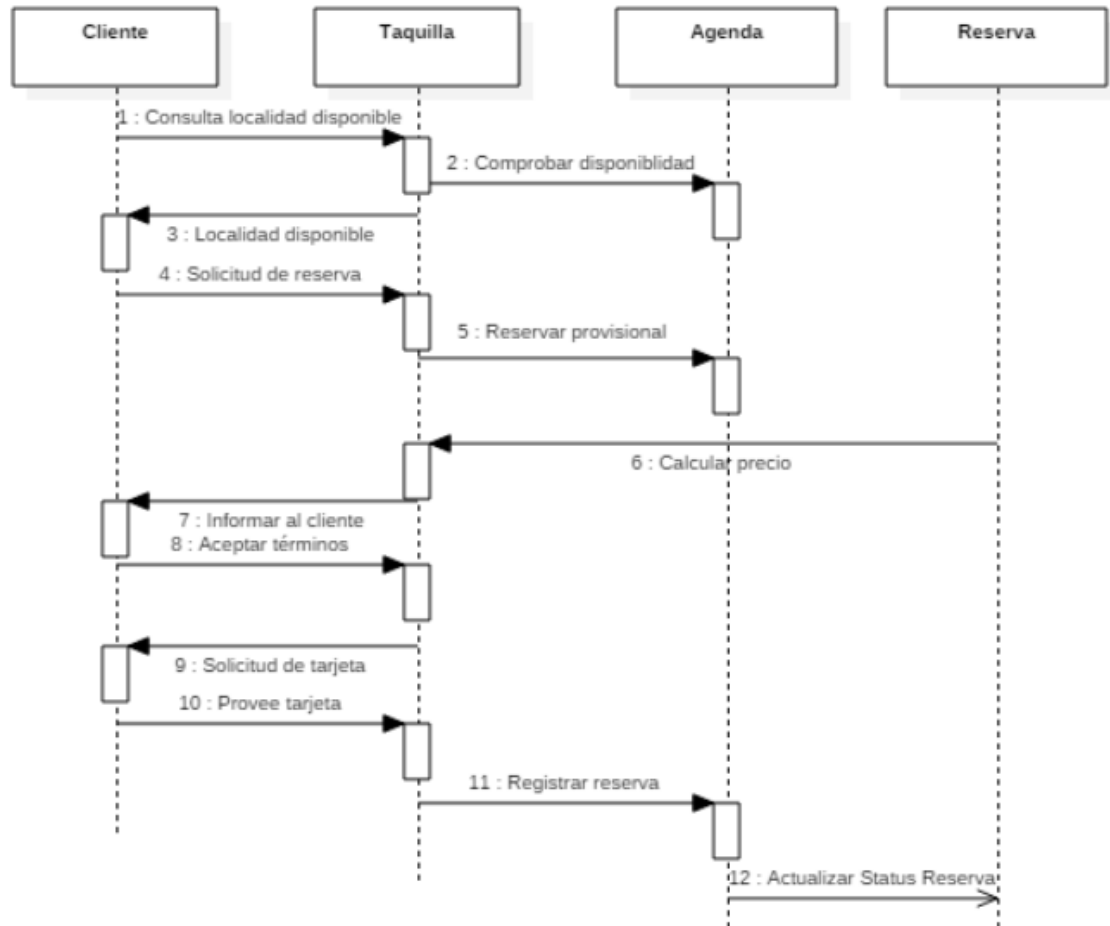 Cliente
Taquilla
Agenda
Reserva
1 : Consulta localidad disponible
2 : Comprobar disponiblidad
3 : Localidad disponible
4 : Solicitud de reserva
5 : Reservar provisional
6 : Calcular precio
7 : Informar al cliente
8 : Aceptar términos
9 : Solicitud de tarjeta
10 : Provee tarjeta
11 : Registrar reserva
12 : Actualizar Status Reserva